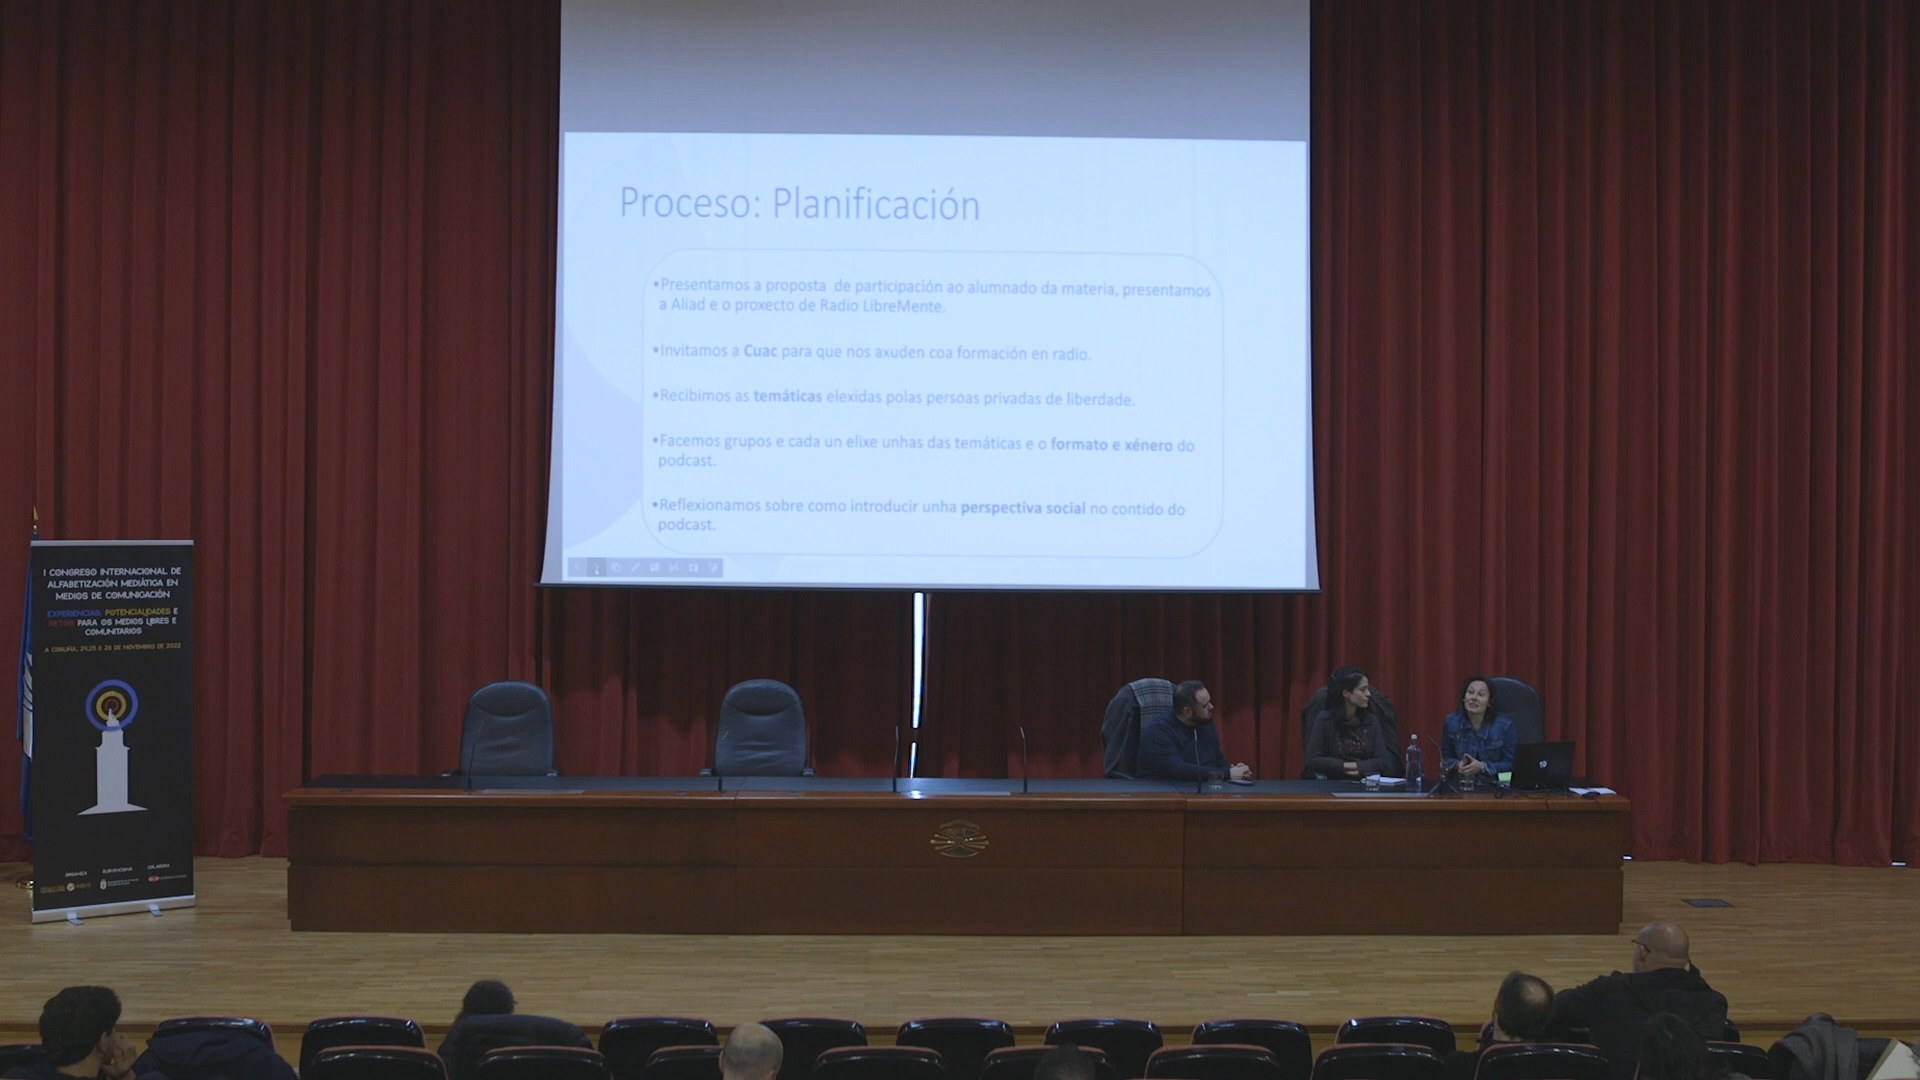 Proceso: Planificación
•Presentamos a proposta de participación ao alumnado da materia, presentamos
a Aliad e o proxecto de Radio LibreMente.
•Invitamos a Cuac para que nos axuden coa formación en radio.
•Recibimos as temáticas elexidas polas persoas privadas de liberdade.
•Facemos grupos e cada un elixe unhas das temáticas e o formato e xénero do
podcast.
•Reflexionamos sobre como introducir unha perspectiva social no contido do
podcast.
I CONGRESO INTERNACIONAL DE
ALFABETIZACIÓN MEDIÁTICA EN
MEDIOS DE COMUNICACIÓN
EXPERIENCIAS, POTENCIALIDADES E
RETOS PARA OS MEDIOS LIBRES E
COMUNITARIOS
A CORUÑA, 24,25 E 26 DE NOVEMBRO DE 2022
ORGANIZA
SUBVENCIONA
COLABORA